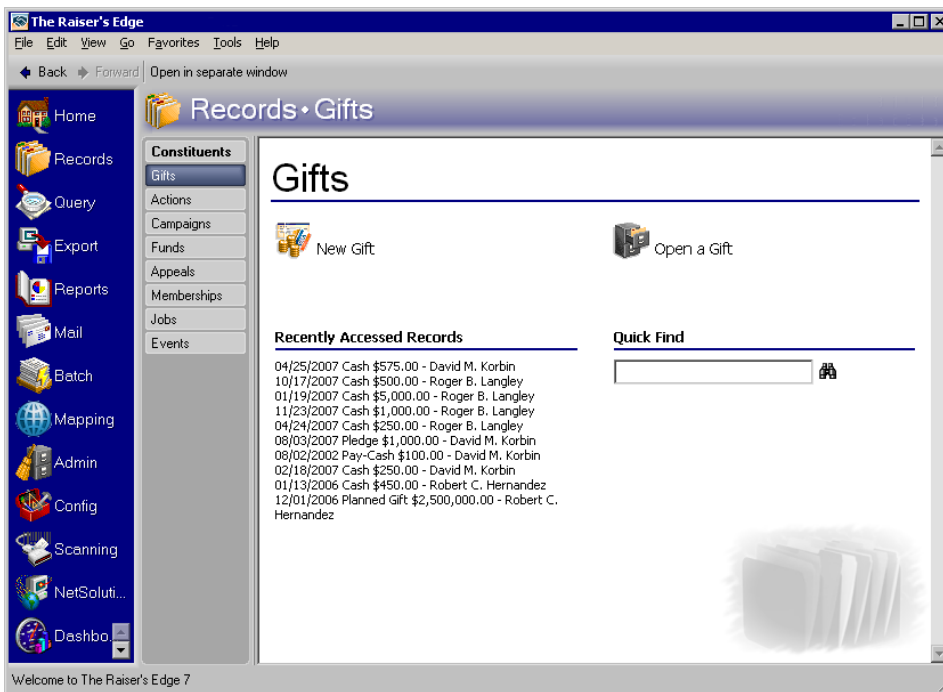 The Raiser's Edge
File Edit View Go Favorites Tools Help
Back Forward Open in separate window
Records • Gifts
Home
Records
Query
Export
Reports
Mail
Batch
Mapping
Admin
Config
Scanning
NetSoluti...
Dashbo...
Constituents
Gifts
Actions
Campaigns
Funds
Appeals
Memberships
Jobs
Events
Gifts
New Gift
Open a Gift
Recently Accessed Records
04/25/2007 Cash $575.00 - David M. Korbin
10/17/2007 Cash $500.00 - Roger B. Langley
01/19/2007 Cash $5,000.00 - Roger B. Langley
11/23/2007 Cash $1,000.00 - Roger B. Langley
04/24/2007 Cash $250.00 - Roger B. Langley
08/03/2007 Pledge $1,000.00 - David M. Korbin
08/02/2002 Pay-Cash $100.00 - David M. Korbin
02/18/2007 Cash $250.00 - David M. Korbin
01/13/2006 Cash $450.00 - Robert C. Hernandez
12/01/2006 Planned Gift $2,500,000.00 - Robert C.
Hernandez
Quick Find
Welcome to The Raiser's Edge 7